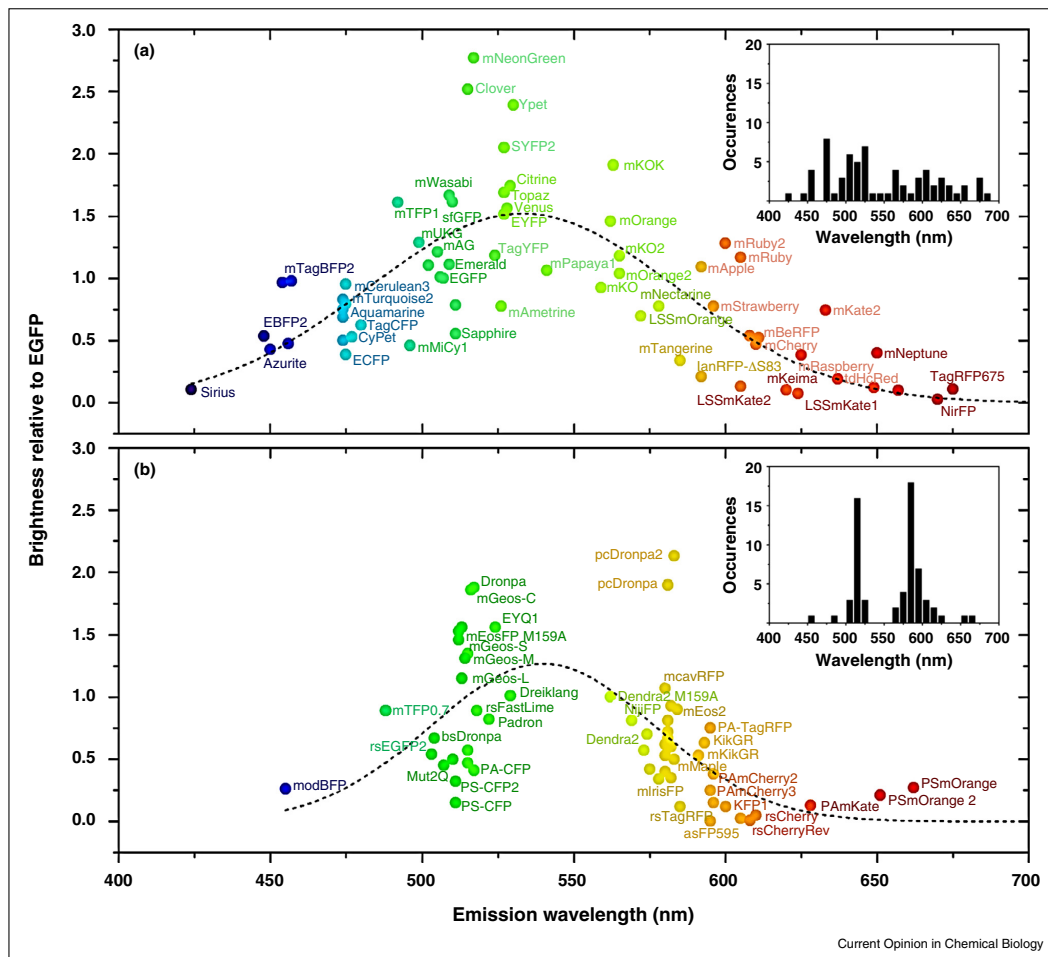 (a)
3.0
2.5
2.0
1.5
1.0
0.5
0.0
mNeonGreen
Clover
Ypet
SYFP2
mKOK
mWasabi
Citrine
Topaz
mTFP1
sfGFP
Venus
EYFP
mOrange
mUKG
mAG
TagYFP
mKO2
mRuby2
mRuby
mTagBFP2
Emerald
mPapaya1
mOrange2
mApple
mCerulean3
EGFP
mKO
mTurquoise2
mNectarine
Aquamarine
mAmetrine
LSSmOrange
mStrawberry
mKate2
EBFP2
TagCFP
Sapphire
mBeRFP
CyPet
mMiCy1
mTangerine
mCherry
mNeptune
Azurite
ECFP
IanRFP-ΔS83
mRaspberry
Sirius
mKeima
tdHcRed
TagRFP675
LSSmKate2
LSSmKate1
NirFP
Occurences
20
15
10
5
400 450 500 550 600 650 700
Wavelength (nm)
Brightness relative to EGFP
(b)
3.0
2.5
2.0
1.5
1.0
0.5
0.0
pcDronpa2
pcDronpa
Dronpa
mGeos-C
EYQ1
mEosFP M159A
mGeos-S
mGeos-M
mGeos-L
mcavRFP
Dreiklang
Dendra2 M159A
mTFP0.7
rsFastLime
NijiFP
mEos2
Padron
PA-TagRFP
rsEGFP2
bsDronpa
Dendra2
KikGR
mKikGR
Mut2Q
PA-CFP
mMaple
modBFP
PS-CFP2
mIrisFP
PAmCherry2
PSmOrange
PAmCherry3
PSmOrange 2
PS-CFP
KFP1
PAmKate
rsTagRFP
rsCherry
asFP595
rsCherryRev
Occurences
20
15
10
5
400 450 500 550 600 650 700
Wavelength (nm)
400 450 500 550 600 650 700
Emission wavelength (nm)
Current Opinion in Chemical Biology